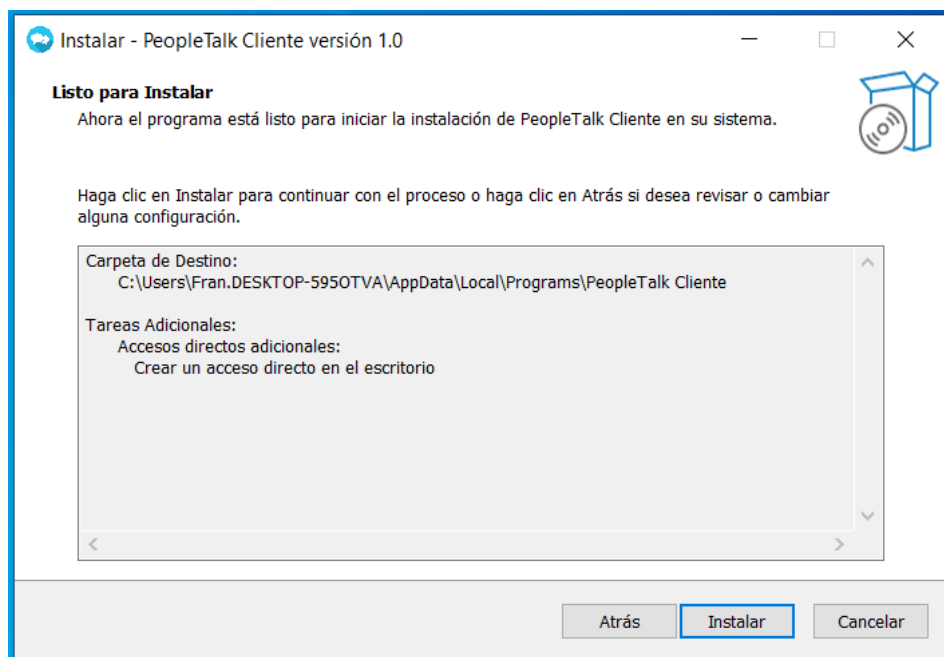 Instalar - PeopleTalk Cliente versión 1.0
Listo para Instalar
Ahora el programa está listo para iniciar la instalación de PeopleTalk Cliente en su sistema.
Haga clic en Instalar para continuar con el proceso o haga clic en Atrás si desea revisar o cambiar
alguna configuración.
Carpeta de Destino:
C:\Users\Fran.DESKTOP-595OTVA\AppData\Local\Programs\PeopleTalk Cliente
Tareas Adicionales:
Accesos directos adicionales:
Crear un acceso directo en el escritorio
Atrás
Instalar
Cancelar